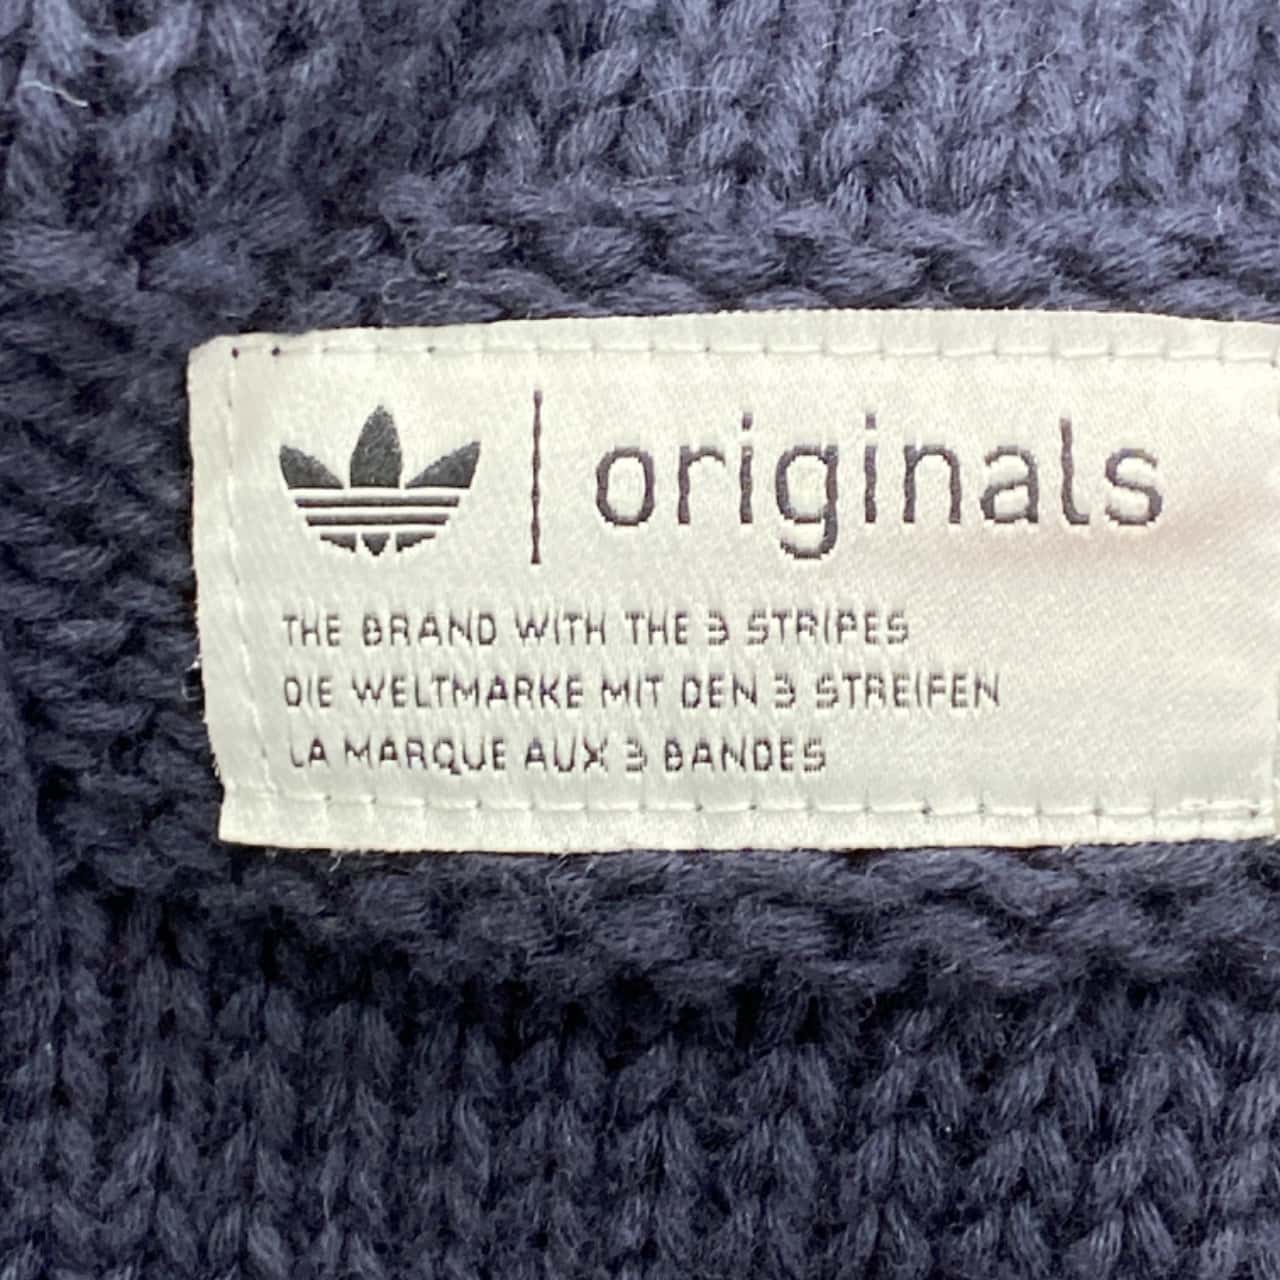 originals
THE BRAND WITH THE 3 STRIPES
DIE WELTMARKE MIT DEN 3 STREIFEN
LA MARQUE AUX 3 BANDES